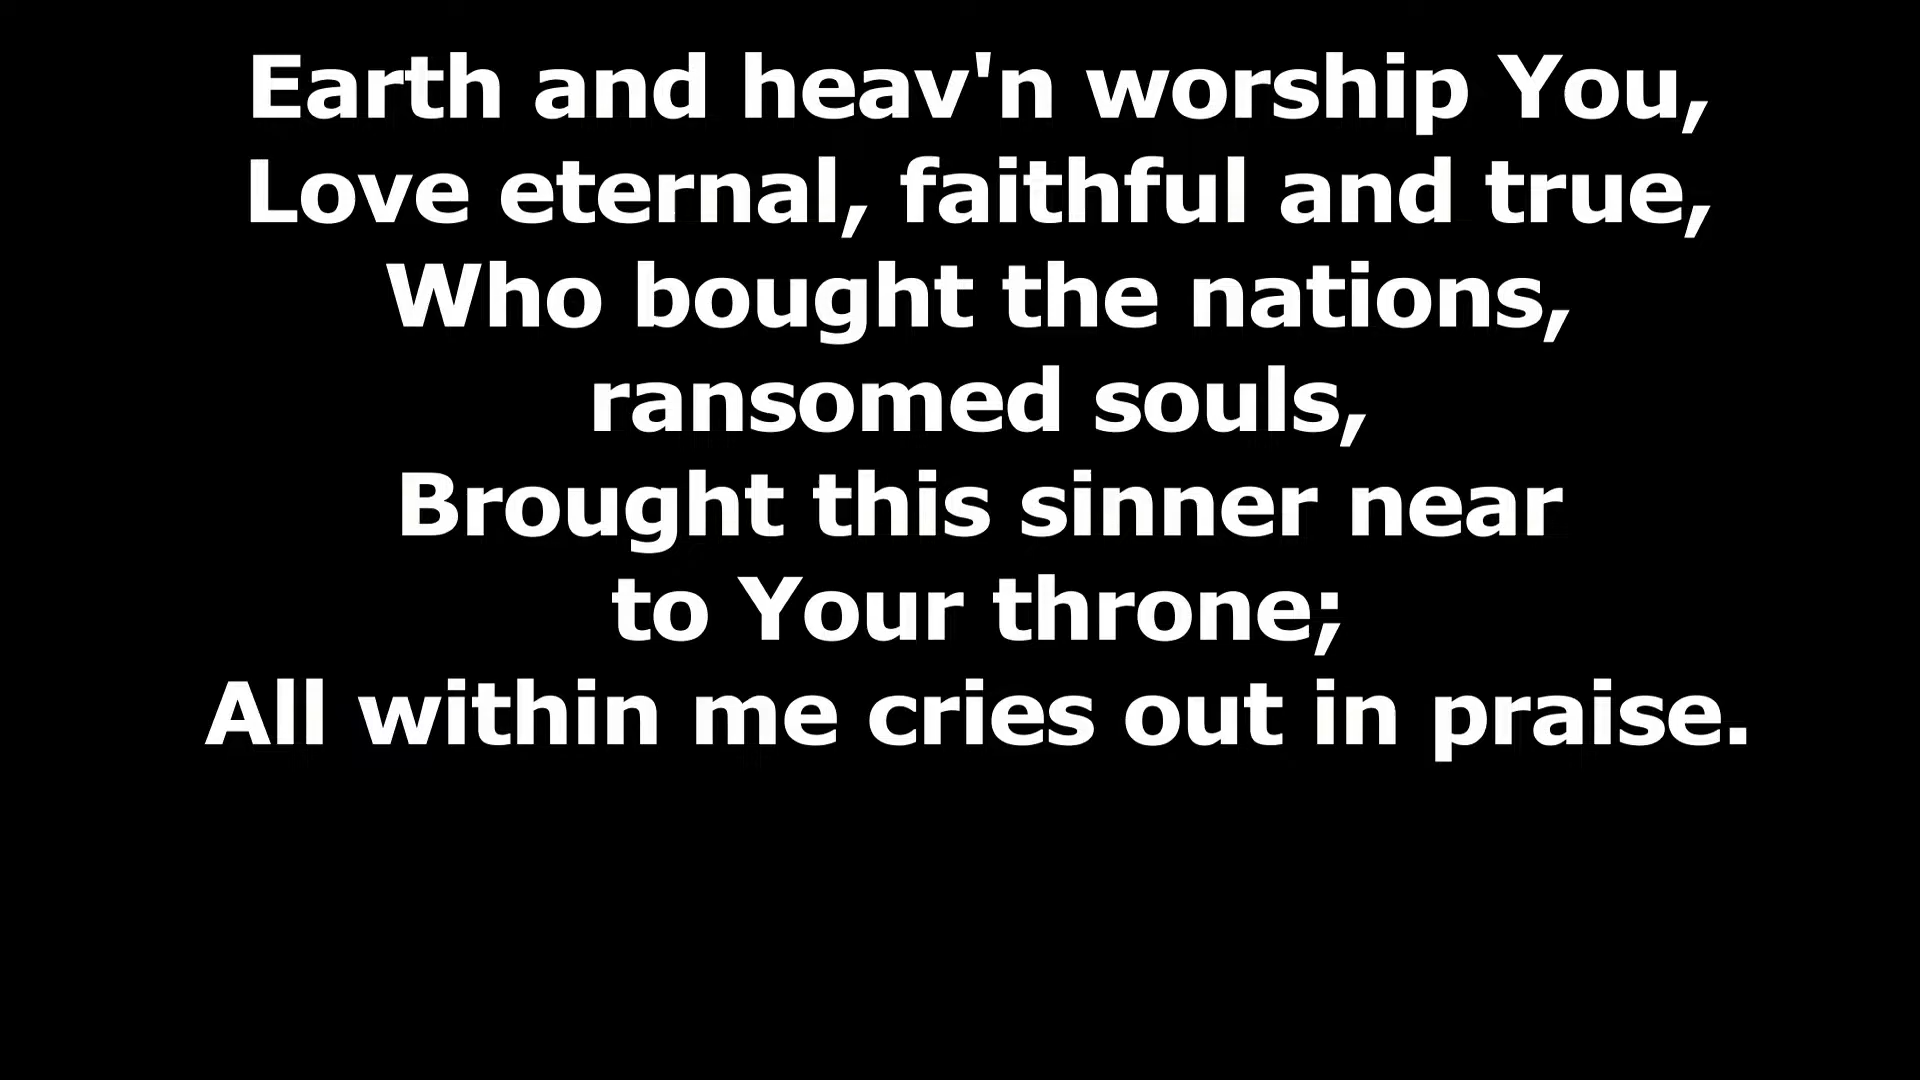 Earth and heav'n worship You,
Love eternal, faithful and true,
Who bought the nations,
ransomed souls,
Brought this sinner near
to Your throne;
All within me cries out in praise.